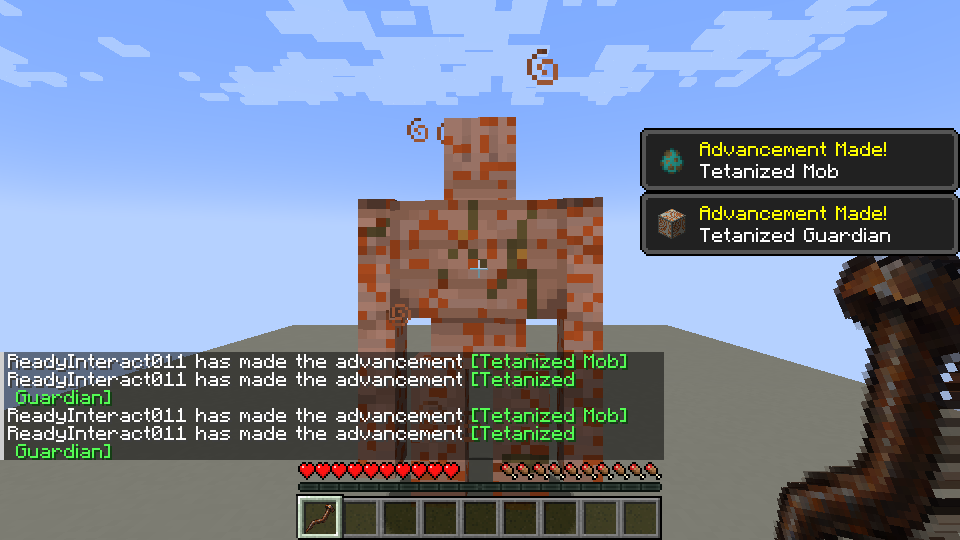 Advancement Made!
Tetanized Mob
Advancement Made!
Tetanized Guardian
ReadyInteract011 has made the advancement [Tetanized Mob]
ReadyInteract011 has made the advancement [Tetanized
Guardian]
ReadyInteract011 has made the advancement [Tetanized Mob]
ReadyInteract011 has made the advancement [Tetanized
Guardian]